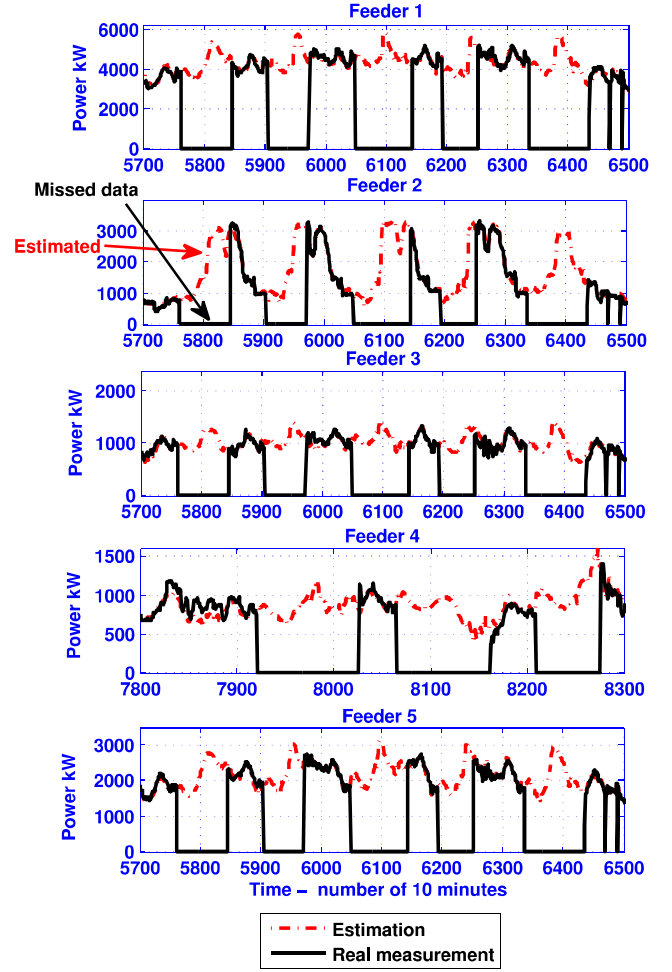 Feeder 1
Power kW
6000
4000
2000
0
5700 5800 5900 6000 6100 6200 6300 6400 6500
Feeder 2
Missed data
Estimated
3000
2000
1000
0
5700 5800 5900 6000 6100 6200 6300 6400 6500
Feeder 3
Power kW
2000
1000
0
5700 5800 5900 6000 6100 6200 6300 6400 6500
Feeder 4
Power kW
1500
1000
500
0
7800 7900 8000 8100 8200 8300
Feeder 5
Power kW
3000
2000
1000
0
5700 5800 5900 6000 6100 6200 6300 6400 6500
Time – number of 10 minutes
Estimation
Real measurement